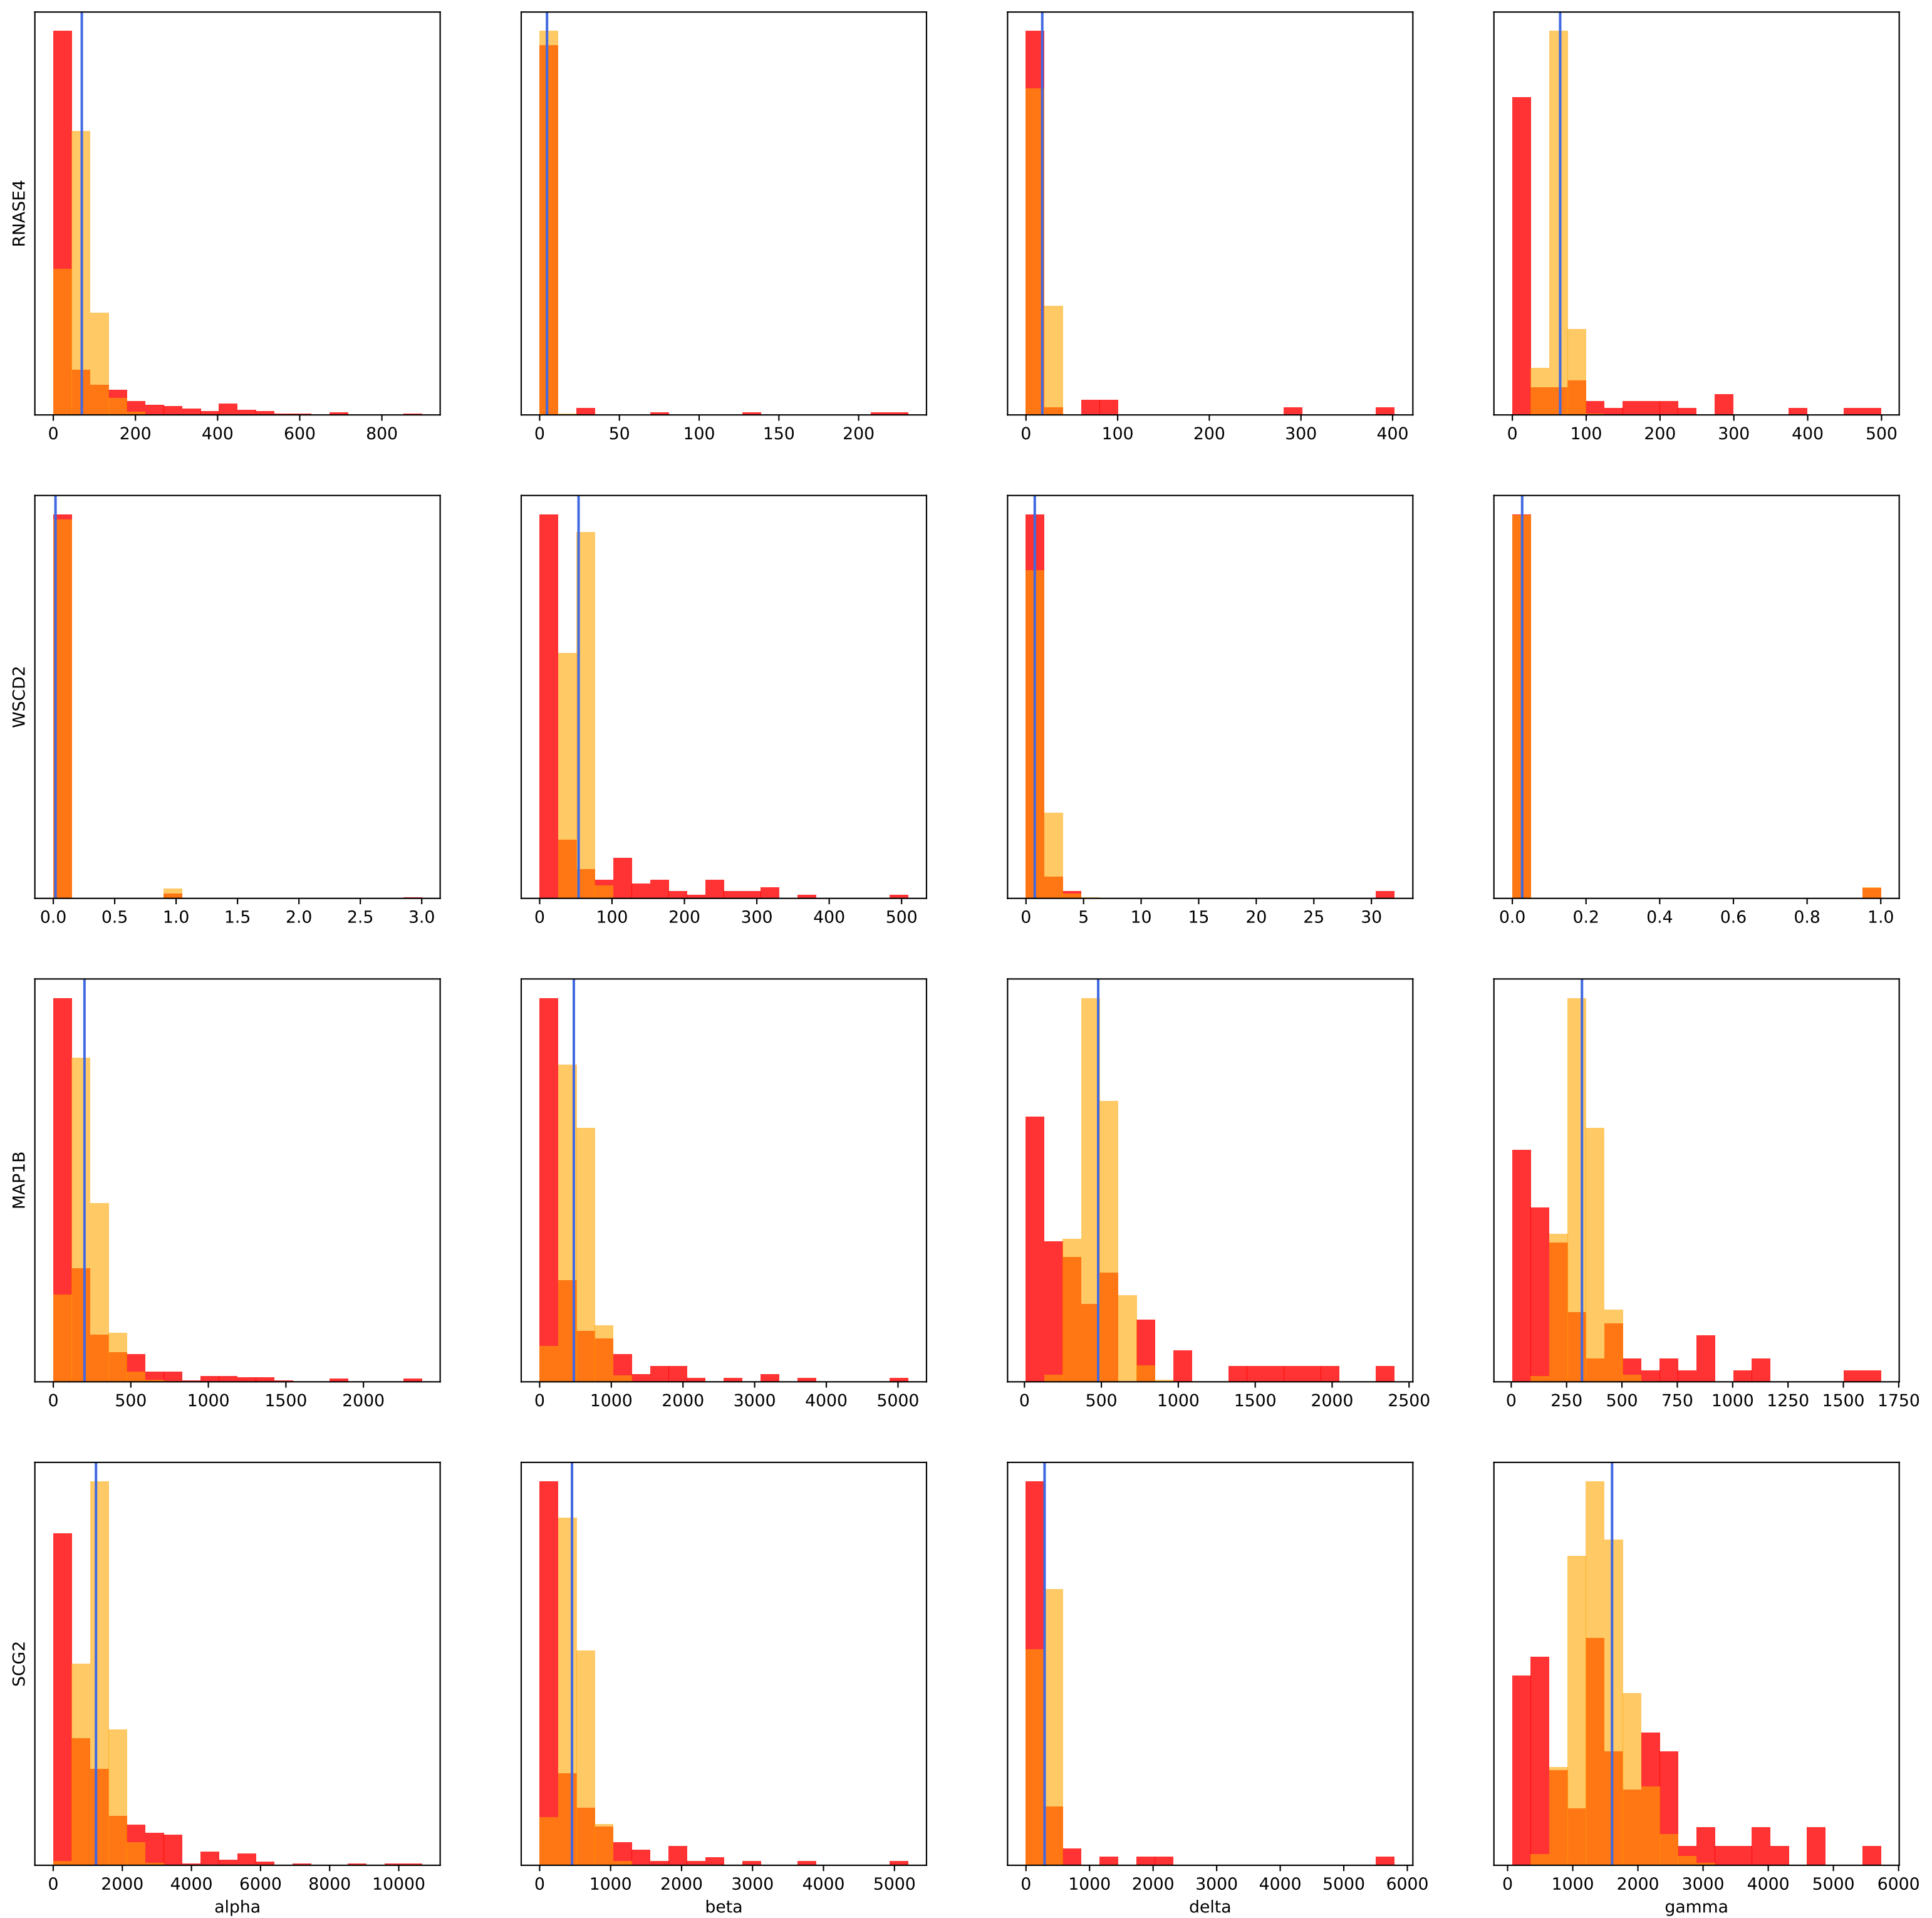 RNASE4
0 200 400 600 800
0 50 100 150 200
0 100 200 300 400
0 100 200 300 400 500
WSCD2
0.0 0.5 1.0 1.5 2.0 2.5 3.0
0 100 200 300 400 500
0 5 10 15 20 25 30
0.0 0.2 0.4 0.6 0.8 1.0
MAP1B
0 500 1000 1500 2000
0 1000 2000 3000 4000 5000
0 500 1000 1500 2000 2500
0 250 500 750 1000 1250 1500 1750
SCG2
0 2000 4000 6000 8000 10000
alpha
0 1000 2000 3000 4000 5000
beta
0 1000 2000 3000 4000 5000 6000
delta
0 1000 2000 3000 4000 5000 6000
gamma